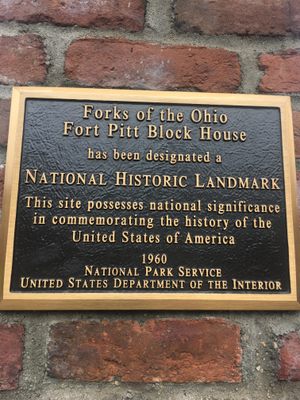 Forks of the Ohio
Fort Pitt Block House
has been designated a
NATIONAL HISTORIC LANDMARK
This site possesses national significance
in commemorating the history of the
United States of America
1960
NATIONAL PARK SERVICE
UNITED STATES DEPARTMENT OF THE INTERIOR